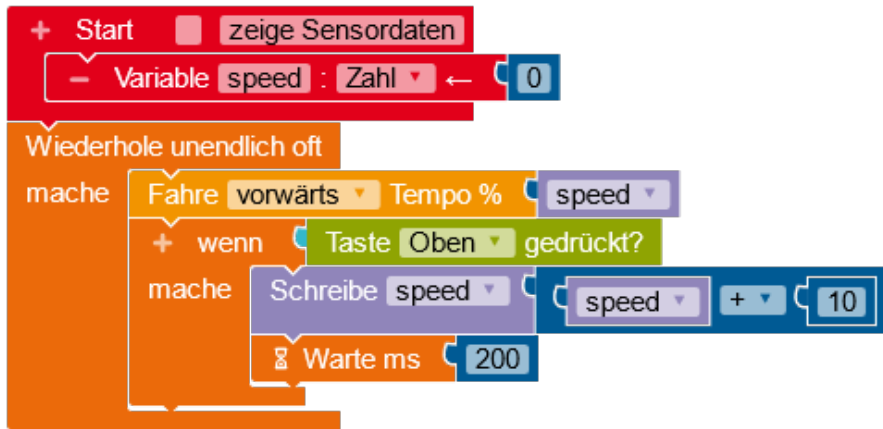 + Start zeige Sensordaten
− Variable speed : Zahl ← 0
Wiederhole unendlich oft
mache Fahre vorwärts Tempo % speed
+ wenn Taste Oben gedrückt?
mache Schreibe speed speed + 10
Warte ms 200